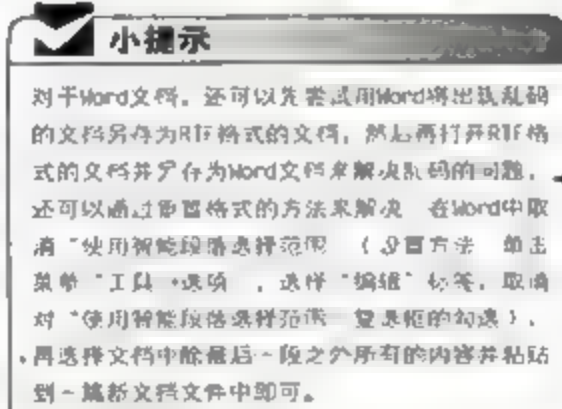 小提示
对于Word文档，还可以先尝试用Word将出现乱码
的文档另存为RTF格式的文档，然后再打开RTF格
式的文档并另存为Word文档来解决乱码的问题，
还可以通过重置格式的方法来解决 在Word中取
消“使用智能段落选择范围 （设置方法 单击
菜单“工具→选项 ，选择“编辑”标签，取消
对“使用智能段落选择范围 复选框的勾选），
再选择文档中除最后一段之外所有的内容并粘贴
到一篇新文档文件中即可。